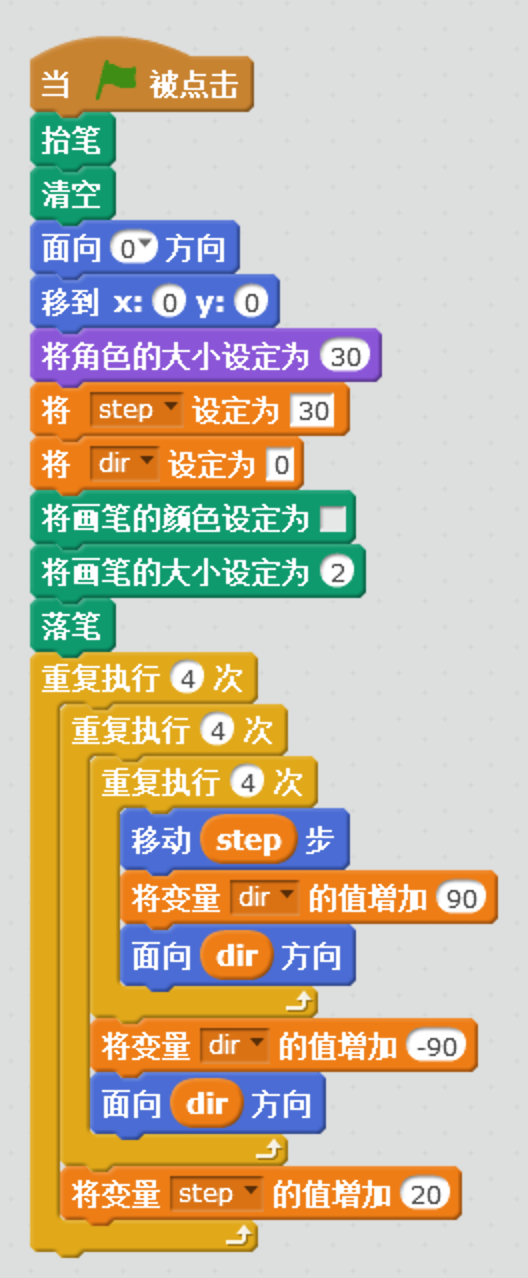 当 被点击
抬笔
清空
面向 0 方向
移到 x: 0 y: 0
将角色的大小设定为 30
将 step 设定为 30
将 dir 设定为 0
将画笔的颜色设定为
将画笔的大小设定为 2
落笔
重复执行 4 次
重复执行 4 次
重复执行 4 次
移动 step 步
将变量 dir 的值增加 90
面向 dir 方向
将变量 dir 的值增加 -90
面向 dir 方向
将变量 step 的值增加 20